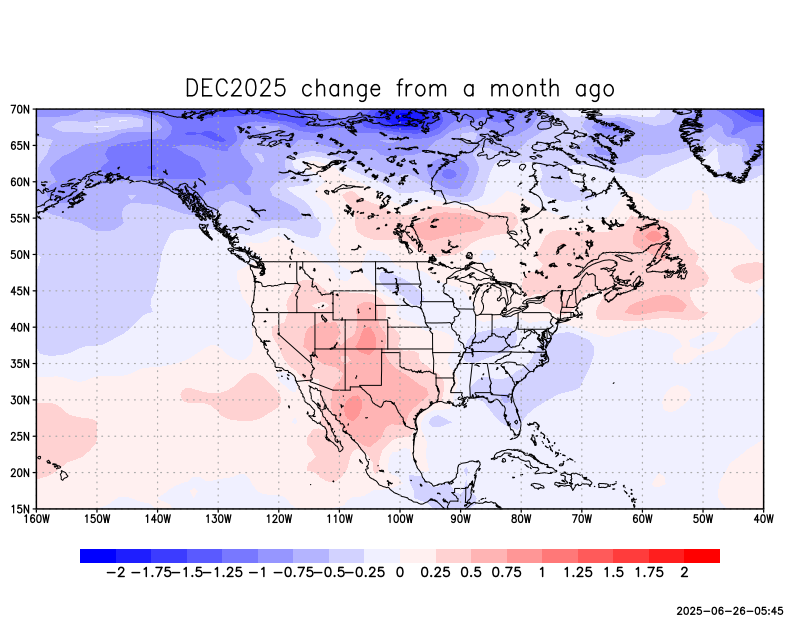 DEC2025 change from a month ago
70N
65N
60N
55N
50N
45N
40N
35N
30N
25N
20N
15N
160W 150W 140W 130W 120W 110W 100W 90W 80W 70W 60W 50W 40W
−2 −1.75 −1.5 −1.25 −1 −0.75 −0.5 −0.25 0 0.25 0.5 0.75 1 1.25 1.5 1.75 2
2025−06−26−05:45